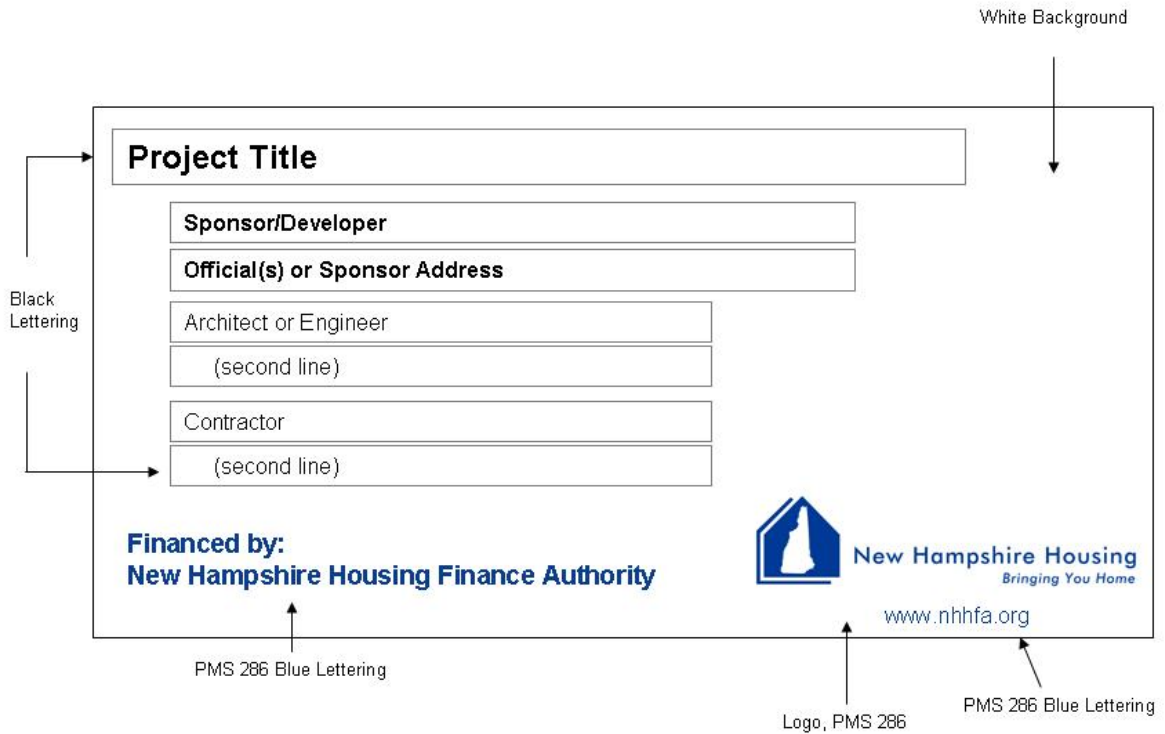 White Background
Project Title
Sponsor/Developer
Official(s) or Sponsor Address
Black
Lettering
Architect or Engineer
(second line)
Contractor
(second line)
Financed by:
New Hampshire Housing Finance Authority
New Hampshire Housing
Bringing You Home
www.nhhfa.org
PMS 286 Blue Lettering
Logo, PMS 286
PMS 286 Blue Lettering